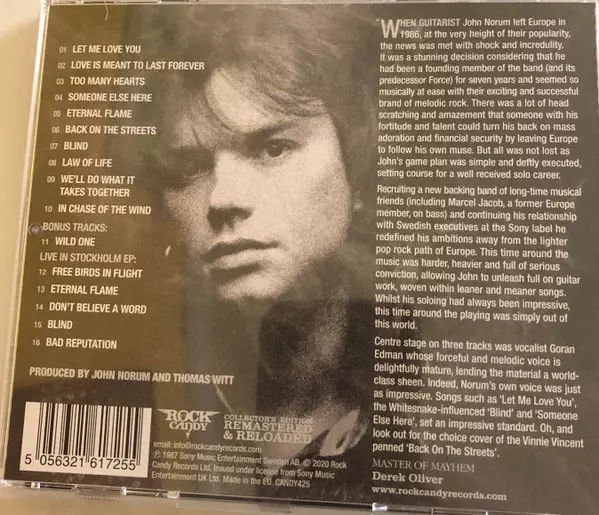 01 LET ME LOVE YOU
02 LOVE IS MEANT TO LAST FOREVER
03 TOO MANY HEARTS
04 SOMEONE ELSE HERE
05 ETERNAL FLAME
06 BACK ON THE STREETS
07 BLIND
08 LAW OF LIFE
09 WE'LL DO WHAT IT
TAKES TOGETHER
10 IN CHASE OF THE WIND
BONUS TRACKS:
11 WILD ONE
LIVE IN STOCKHOLM EP:
12 FREE BIRDS IN FLIGHT
13 ETERNAL FLAME
14 DON'T BELIEVE A WORD
15 BLIND
16 BAD REPUTATION
PRODUCED BY JOHN NORUM AND THOMAS WITT
5 056321 617255
ROCK
CANDY
COLLECTOR'S EDITION
REMASTERED
& RELOADED
email: info@rockcandyrecords.com
℗ 1987 Sony Music Entertainment Sweden AB. © 2020 Rock
Candy Records Ltd. Issued under license from Sony Music
Entertainment UK Ltd. Made in the EU. CANDY425
"WHEN GUITARIST John Norum left Europe in
1986, at the very height of their popularity,
the news was met with shock and incredulity.
It was a stunning decision considering that he
had been a founding member of the band (and its
predecessor Force) for seven years and seemed so
musically at ease with their exciting and successful
brand of melodic rock. There was a lot of head
scratching and amazement that someone with his
fortitude and talent could turn his back on mass
adoration and financial security by leaving Europe
to follow his own muse. But all was not lost as
John's game plan was simple and deftly executed,
setting course for a well received solo career.
Recruiting a new backing band of long-time musical
friends (including Marcel Jacob, a former Europe
member, on bass) and continuing his relationship
with Swedish executives at the Sony label he
redefined his ambitions away from the lighter
pop rock path of Europe. This time around the
music was harder, heavier and full of serious
conviction, allowing John to unleash full on guitar
work, woven within leaner and meaner songs.
Whilst his soloing had always been impressive,
this time around the playing was simply out of
this world.
Centre stage on three tracks was vocalist Goran
Edman whose forceful and melodic voice is
delightfully mature, lending the material a world-
class sheen. Indeed, Norum's own voice was just
as impressive. Songs such as 'Let Me Love You',
the Whitesnake-influenced 'Blind' and 'Someone
Else Here', set an impressive standard. Oh, and
look out for the choice cover of the Vinnie Vincent
penned 'Back On The Streets'.
MASTER OF MAYHEM
Derek Oliver
www.rockcandyrecords.com